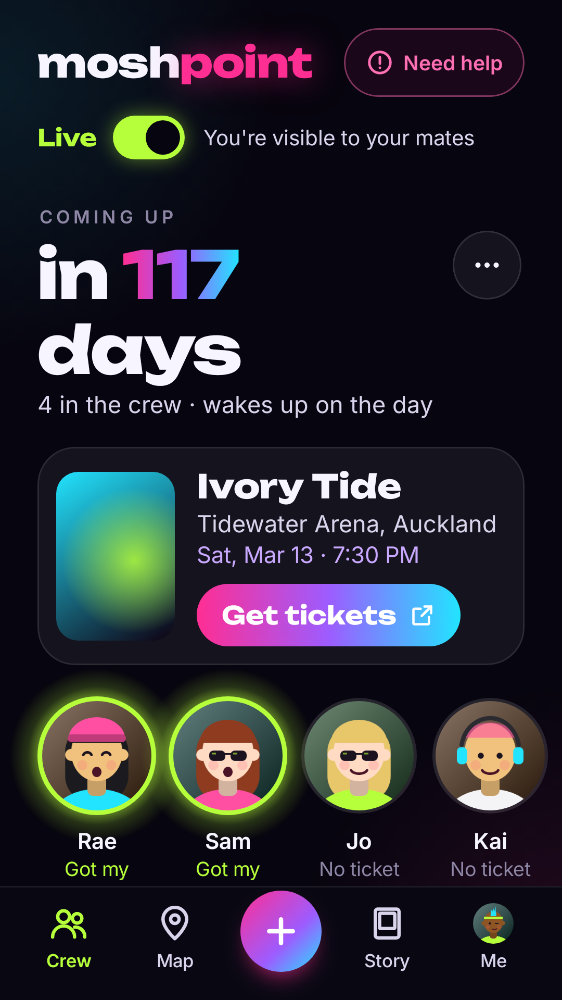 moshpoint
Need help
Live
You're visible to your mates
COMING UP
in 117
days
4 in the crew · wakes up on the day
Ivory Tide
Tidewater Arena, Auckland
Sat, Mar 13 · 7:30 PM
Get tickets
Rae
Sam
Jo
Kai
Got my
Got my
No ticket
No ticket
Crew
Map
Story
Me